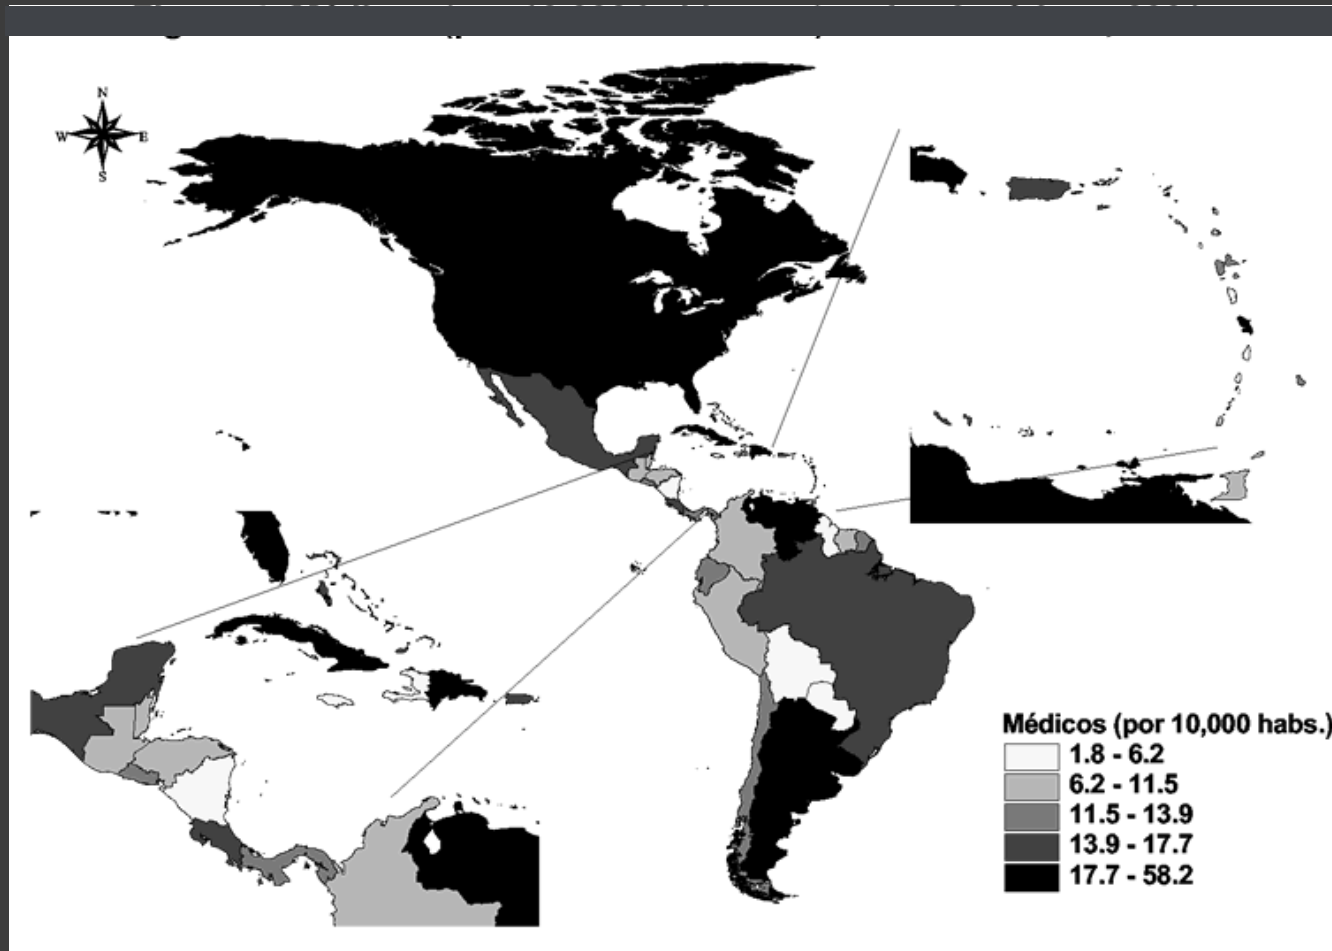 N
W E
S
Médicos (por 10,000 habs.)
1.8 - 6.2
6.2 - 11.5
11.5 - 13.9
13.9 - 17.7
17.7 - 58.2